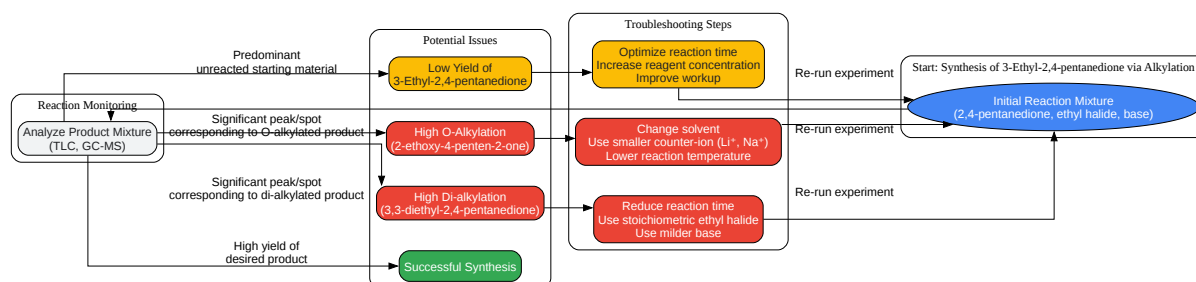 Troubleshooting Steps
Potential Issues
Optimize reaction time
Increase reagent concentration
Improve workup
Predominant
unreacted starting material
Low Yield of
3-Ethyl-2,4-pentanedione
Re-run experiment
Start: Synthesis of 3-Ethyl-2,4-pentanedione via Alkylation
Reaction Monitoring
Initial Reaction Mixture
(2,4-pentanedione, ethyl halide, base)
Analyze Product Mixture
(TLC, GC-MS)
Significant peak/spot
corresponding to O-alkylated product
High O-Alkylation
(2-ethoxy-4-penten-2-one)
Change solvent
Use smaller counter-ion (Li⁺, Na⁺)
Lower reaction temperature
Re-run experiment
Significant peak/spot
corresponding to di-alkylated product
High Di-alkylation
(3,3-diethyl-2,4-pentanedione)
Reduce reaction time
Use stoichiometric ethyl halide
Use milder base
Re-run experiment
High yield of
desired product
Successful Synthesis